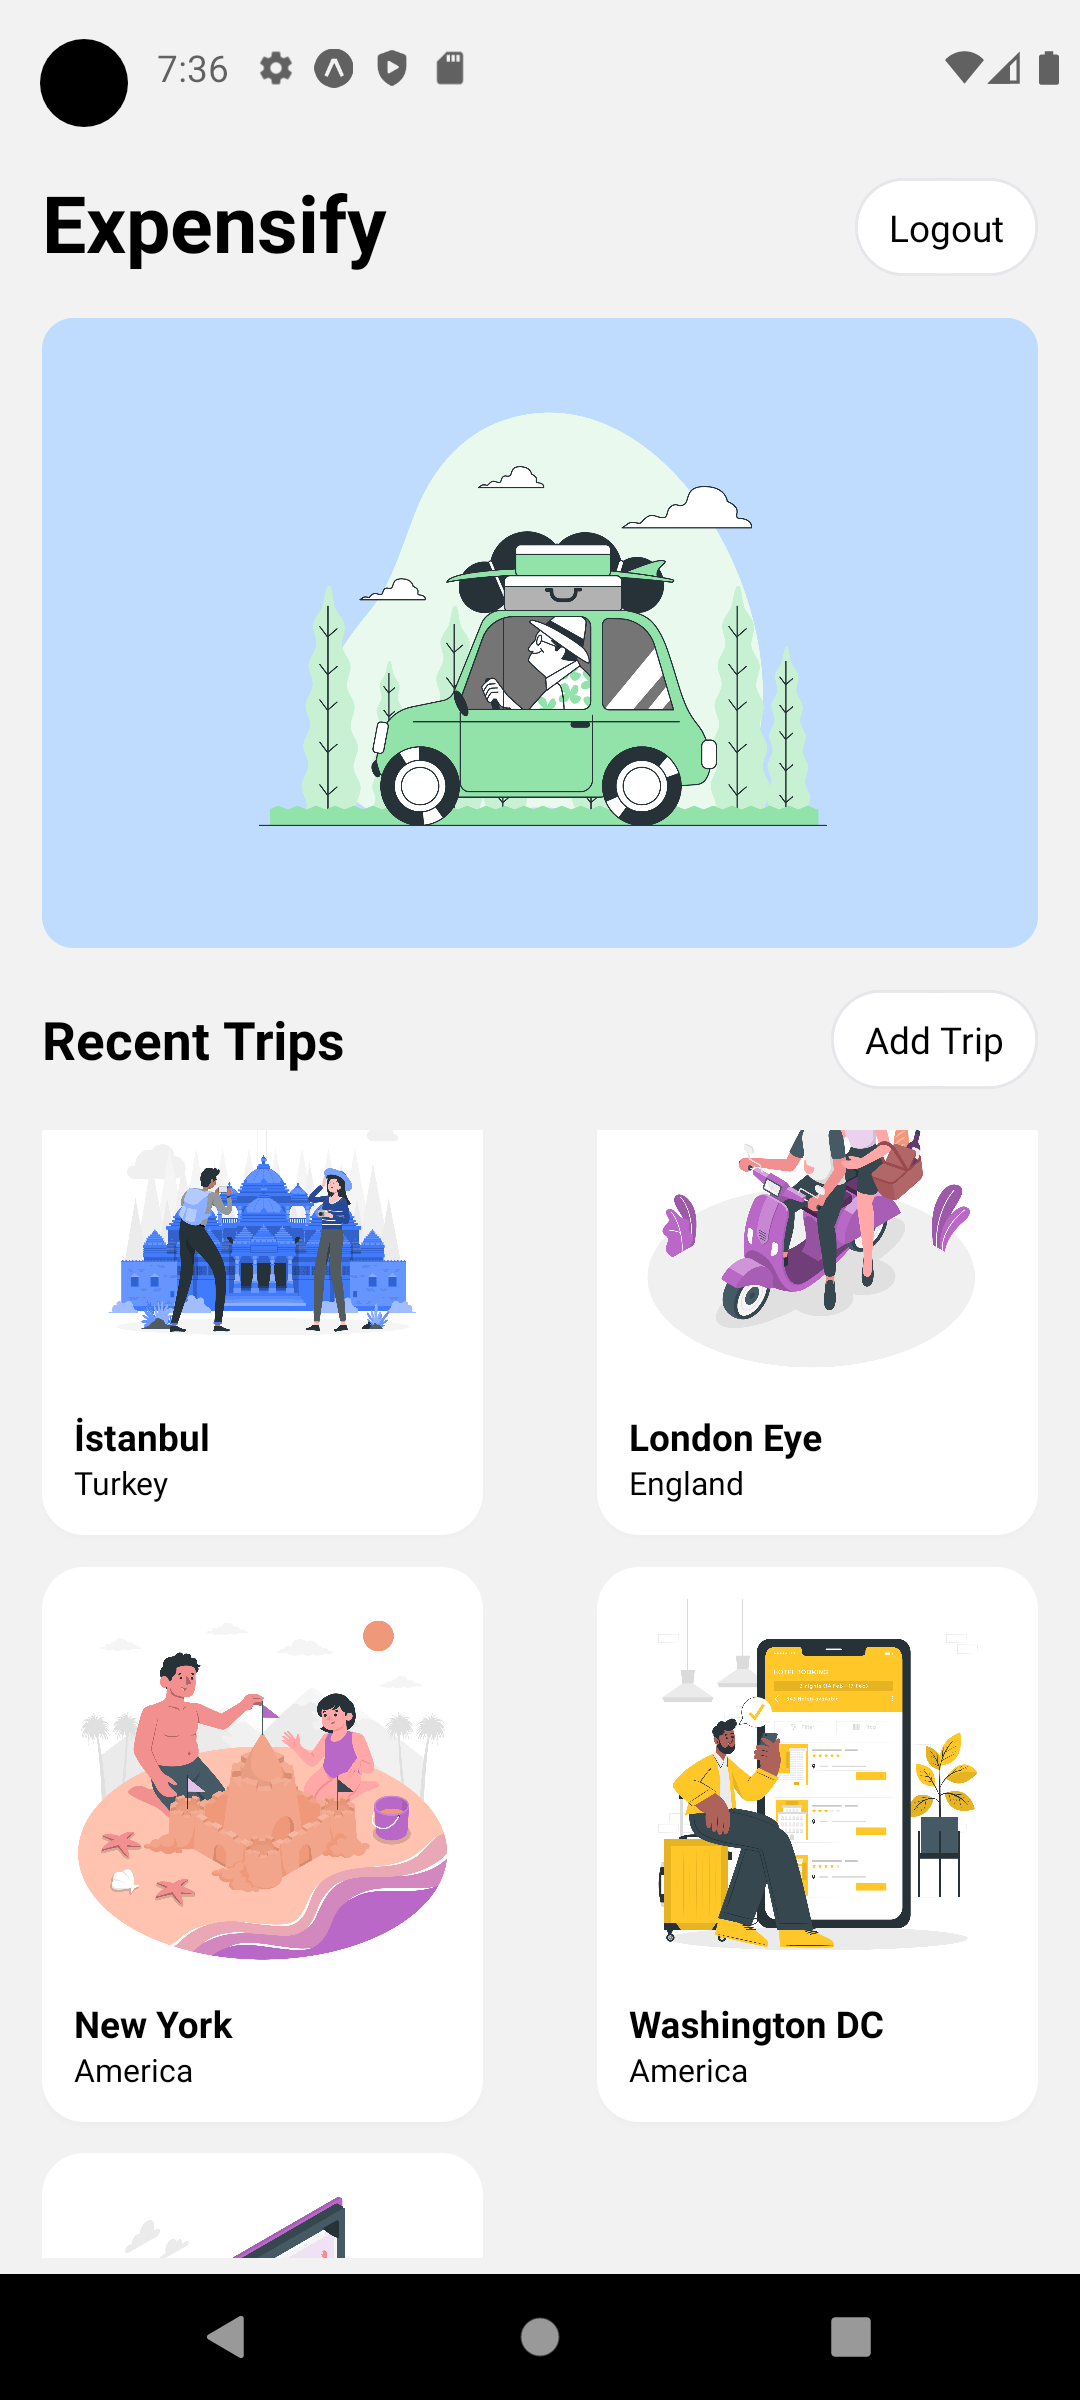 7:36
Expensify
Logout
Recent Trips
Add Trip
İstanbul
Turkey
London Eye
England
New York
America
Washington DC
America